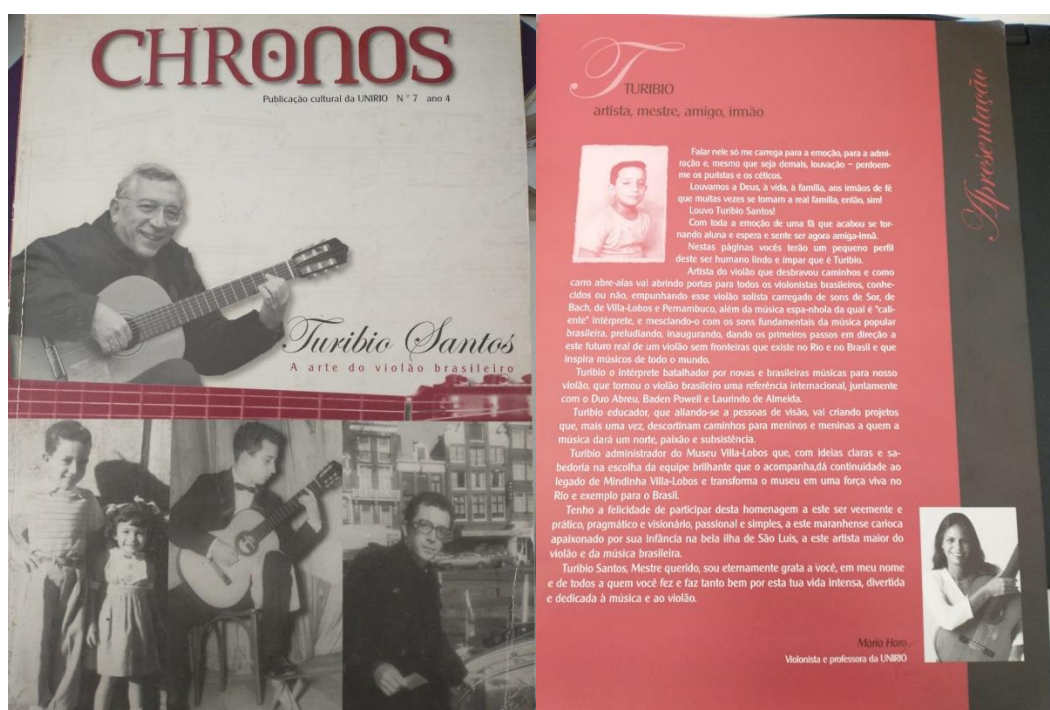 CHRONOS
Publicação cultural da UNIRIO N° 7 ano 4
Turibio Santos
A arte do violão brasileiro
TURIBIO
artista, mestre, amigo, irmão
Apresentação
Falar nele só me carrega para a emoção, para a admi-
ração e, mesmo que seja demais, louvação – perdoem-
me os puristas e os céticos.
Louvamos a Deus, à vida, à família, aos irmãos de fé
que muitas vezes se tornam a real família, então, sim!
Louvo Turibio Santos!
Com toda a emoção de uma fã que acabou se tor-
nando aluna e espera e sente ser agora amiga-irmã.
Nestas páginas vocês terão um pequeno perfil
deste ser humano lindo e ímpar que é Turibio.
Artista do violão que desbravou caminhos e como
carro abre-alas vai abrindo portas para todos os violonistas brasileiros, conhe-
cidos ou não, empunhando esse violão solista carregado de sons de Sor, de
Bach, de Villa-Lobos e Pernambuco, além da música espa-nhola da qual é "cali-
ente" intérprete, e mesclando-o com os sons fundamentais da música popular
brasileira, preludiando, inaugurando, dando os primeiros passos em direção a
este futuro real de um violão sem fronteiras que existe no Rio e no Brasil e que
inspira músicos de todo o mundo.
Turibio o intérprete batalhador por novas e brasileiras músicas para nosso
violão, que tornou o violão brasileiro uma referência internacional, juntamente
com o Duo Abreu, Baden Powell e Laurindo de Almeida.
Turibio educador, que aliando-se a pessoas de visão, vai criando projetos
que, mais uma vez, descortinam caminhos para meninos e meninas a quem a
música dará um norte, paixão e subsistência.
Turibio administrador do Museu Villa-Lobos que, com ideias claras e sa-
bedoria na escolha da equipe brilhante que o acompanha,dá continuidade ao
legado de Mindinha Villa-Lobos e transforma o museu em uma força viva no
Rio e exemplo para o Brasil.
Tenho a felicidade de participar desta homenagem a este ser veemente e
prático, pragmático e visionário, passional e simples, a este maranhense carioca
apaixonado por sua infância na bela ilha de São Luis, a este artista maior do
violão e da música brasileira.
Turibio Santos, Mestre querido, sou eternamente grata a você, em meu nome
e de todos a quem você fez e faz tanto bem por esta tua vida intensa, divertida
e dedicada à música e ao violão.
Maria Haro
Violonista e professora da UNIRIO